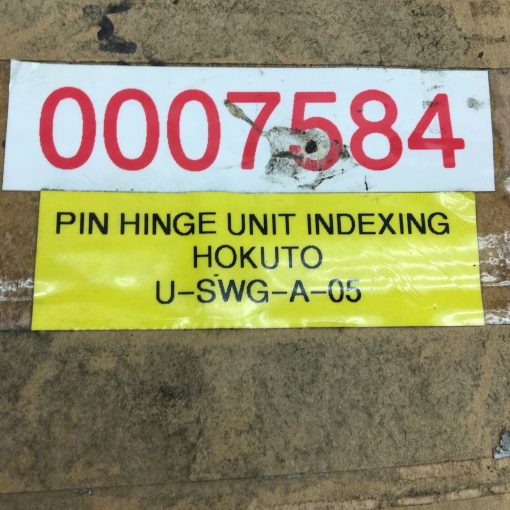 0007584
PIN HINGE UNIT INDEXING
HOKUTO
U-SWG-A-05